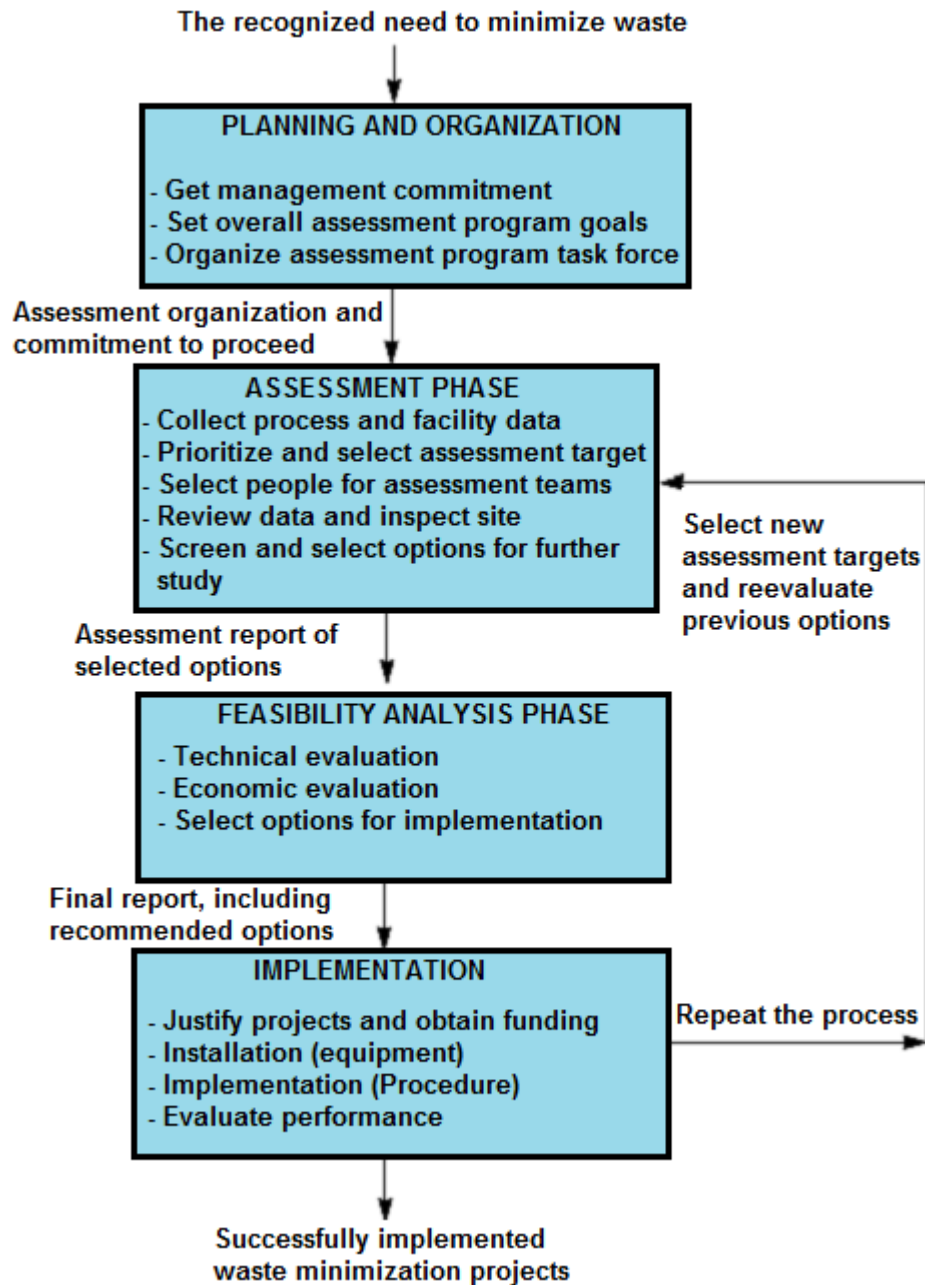 The recognized need to minimize waste
PLANNING AND ORGANIZATION
- Get management commitment
- Set overall assessment program goals
- Organize assessment program task force
Assessment organization and
commitment to proceed
ASSESSMENT PHASE
- Collect process and facility data
- Prioritize and select assessment target
- Select people for assessment teams
- Review data and inspect site
- Screen and select options for further
study
Select new
assessment targets
and reevaluate
previous options
Assessment report of
selected options
FEASIBILITY ANALYSIS PHASE
- Technical evaluation
- Economic evaluation
- Select options for implementation
Final report, including
recommended options
IMPLEMENTATION
- Justify projects and obtain funding
- Installation (equipment)
- Implementation (Procedure)
- Evaluate performance
Repeat the process
Successfully implemented
waste minimization projects